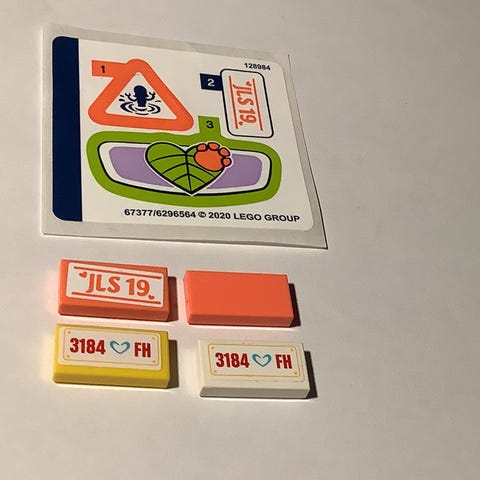 128984
1
2
JLS 19
3
67377/6296564 © 2020 LEGO GROUP
JLS 19
3184 FH
3184 FH